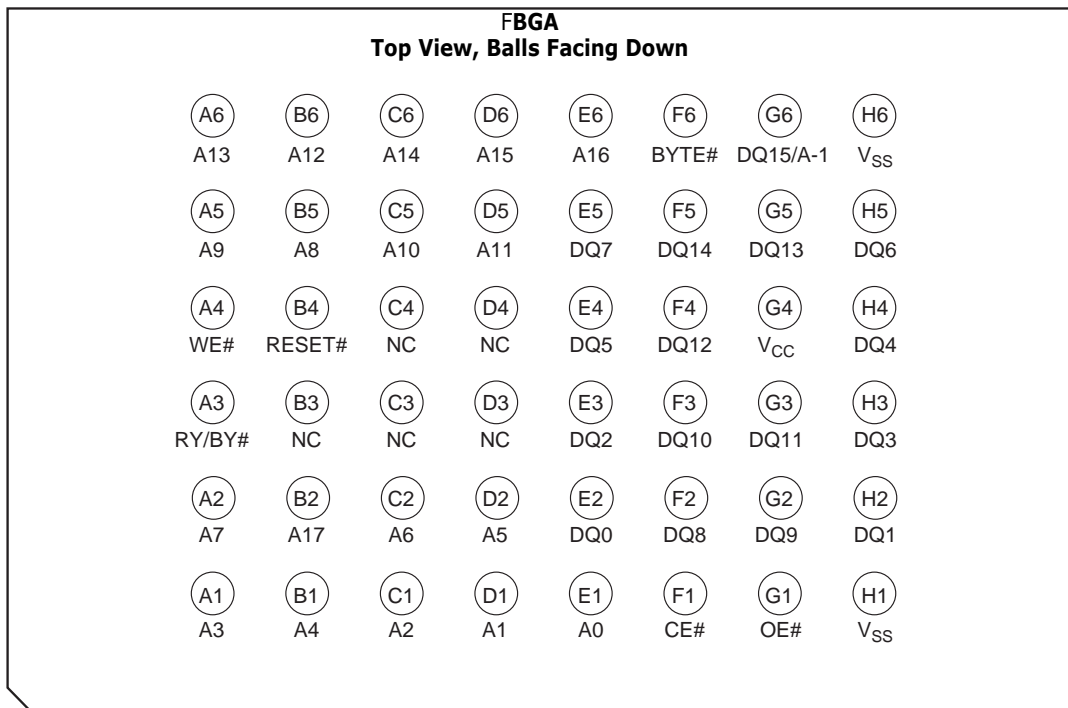 FBGA
Top View, Balls Facing Down
A6 B6 C6 D6 E6 F6 G6 H6
A13 A12 A14 A15 A16 BYTE# DQ15/A-1 VSS
A5 B5 C5 D5 E5 F5 G5 H5
A9 A8 A10 A11 DQ7 DQ14 DQ13 DQ6
A4 B4 C4 D4 E4 F4 G4 H4
WE# RESET# NC NC DQ5 DQ12 VCC DQ4
A3 B3 C3 D3 E3 F3 G3 H3
RY/BY# NC NC NC DQ2 DQ10 DQ11 DQ3
A2 B2 C2 D2 E2 F2 G2 H2
A7 A17 A6 A5 DQ0 DQ8 DQ9 DQ1
A1 B1 C1 D1 E1 F1 G1 H1
A3 A4 A2 A1 A0 CE# OE# VSS